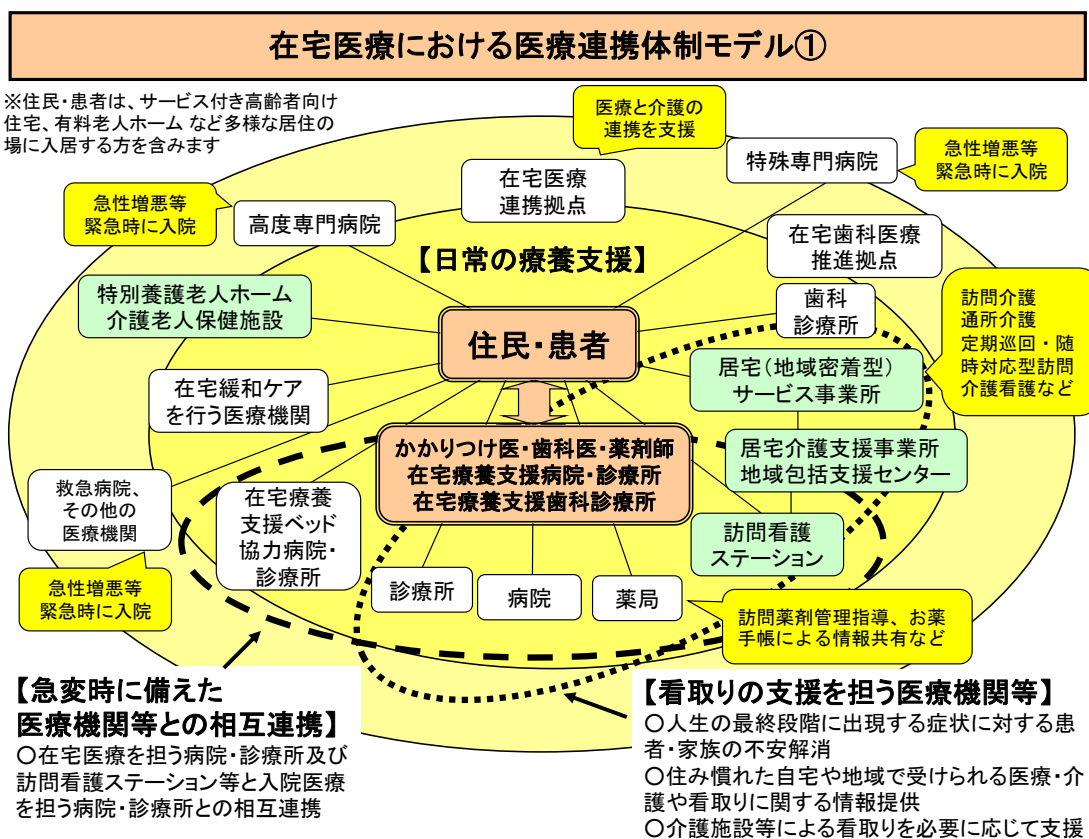 在宅医療における医療連携体制モデル①
※住民・患者は、サービス付き高齢者向け
住宅、有料老人ホーム など多様な居住の
場に入居する方を含みます
医療と介護の
連携を支援
特殊専門病院
急性増悪等
緊急時に入院
在宅医療
連携拠点
急性増悪等
緊急時に入院
高度専門病院
在宅歯科医療
推進拠点
【日常の療養支援】
特別養護老人ホーム
介護老人保健施設
歯科
診療所
訪問介護
通所介護
定期巡回・随
時対応型訪問
介護看護など
住民・患者
居宅（地域密着型）
サービス事業所
在宅緩和ケア
を行う医療機関
かかりつけ医・歯科医・薬剤師
在宅療養支援病院・診療所
在宅療養支援歯科診療所
居宅介護支援事業所
地域包括支援センター
救急病院、
その他の
医療機関
在宅療養
支援ベッド
協力病院・
診療所
訪問看護
ステーション
急性増悪等
緊急時に入院
診療所
病院
薬局
訪問薬剤管理指導、お薬
手帳による情報共有など
【急変時に備えた
医療機関等との相互連携】
○在宅医療を担う病院・診療所及び
訪問看護ステーション等と入院医療
を担う病院・診療所との相互連携
【看取りの支援を担う医療機関等】
○人生の最終段階に出現する症状に対する患
者・家族の不安解消
○住み慣れた自宅や地域で受けられる医療・介
護や看取りに関する情報提供
○介護施設等による看取りを必要に応じて支援